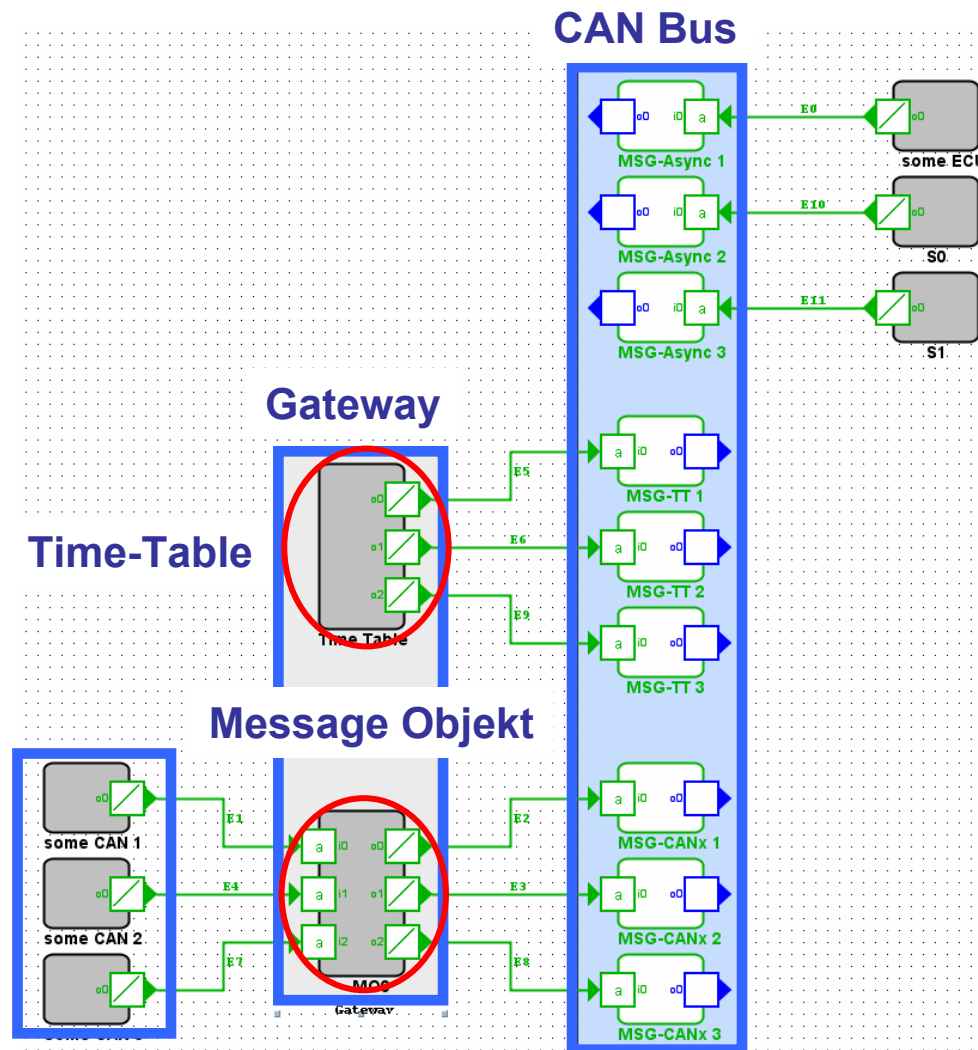 CAN Bus
o0 i0 a
E0
o0
MSG-Async 1
some ECU
o0 i0 a
E10
o0
MSG-Async 2
S0
o0 i0 a
E11
o0
MSG-Async 3
S1
Gateway
a i0 o0
E5
MSG-TT 1
o0
Time-Table
o1
E6
a i0 o0
MSG-TT 2
o2
E9
Time Table
a i0 o0
MSG-TT 3
Message Objekt
o0
E1
E2
a i0 o0
some CAN 1
a i0 o0
MSG-CANx 1
o0
E4
a i1 o1
E3
a i0 o0
some CAN 2
MSG-CANx 2
E7
a i2 o2
E8
o0
a i0 o0
Gateway
MSG-CANx 3